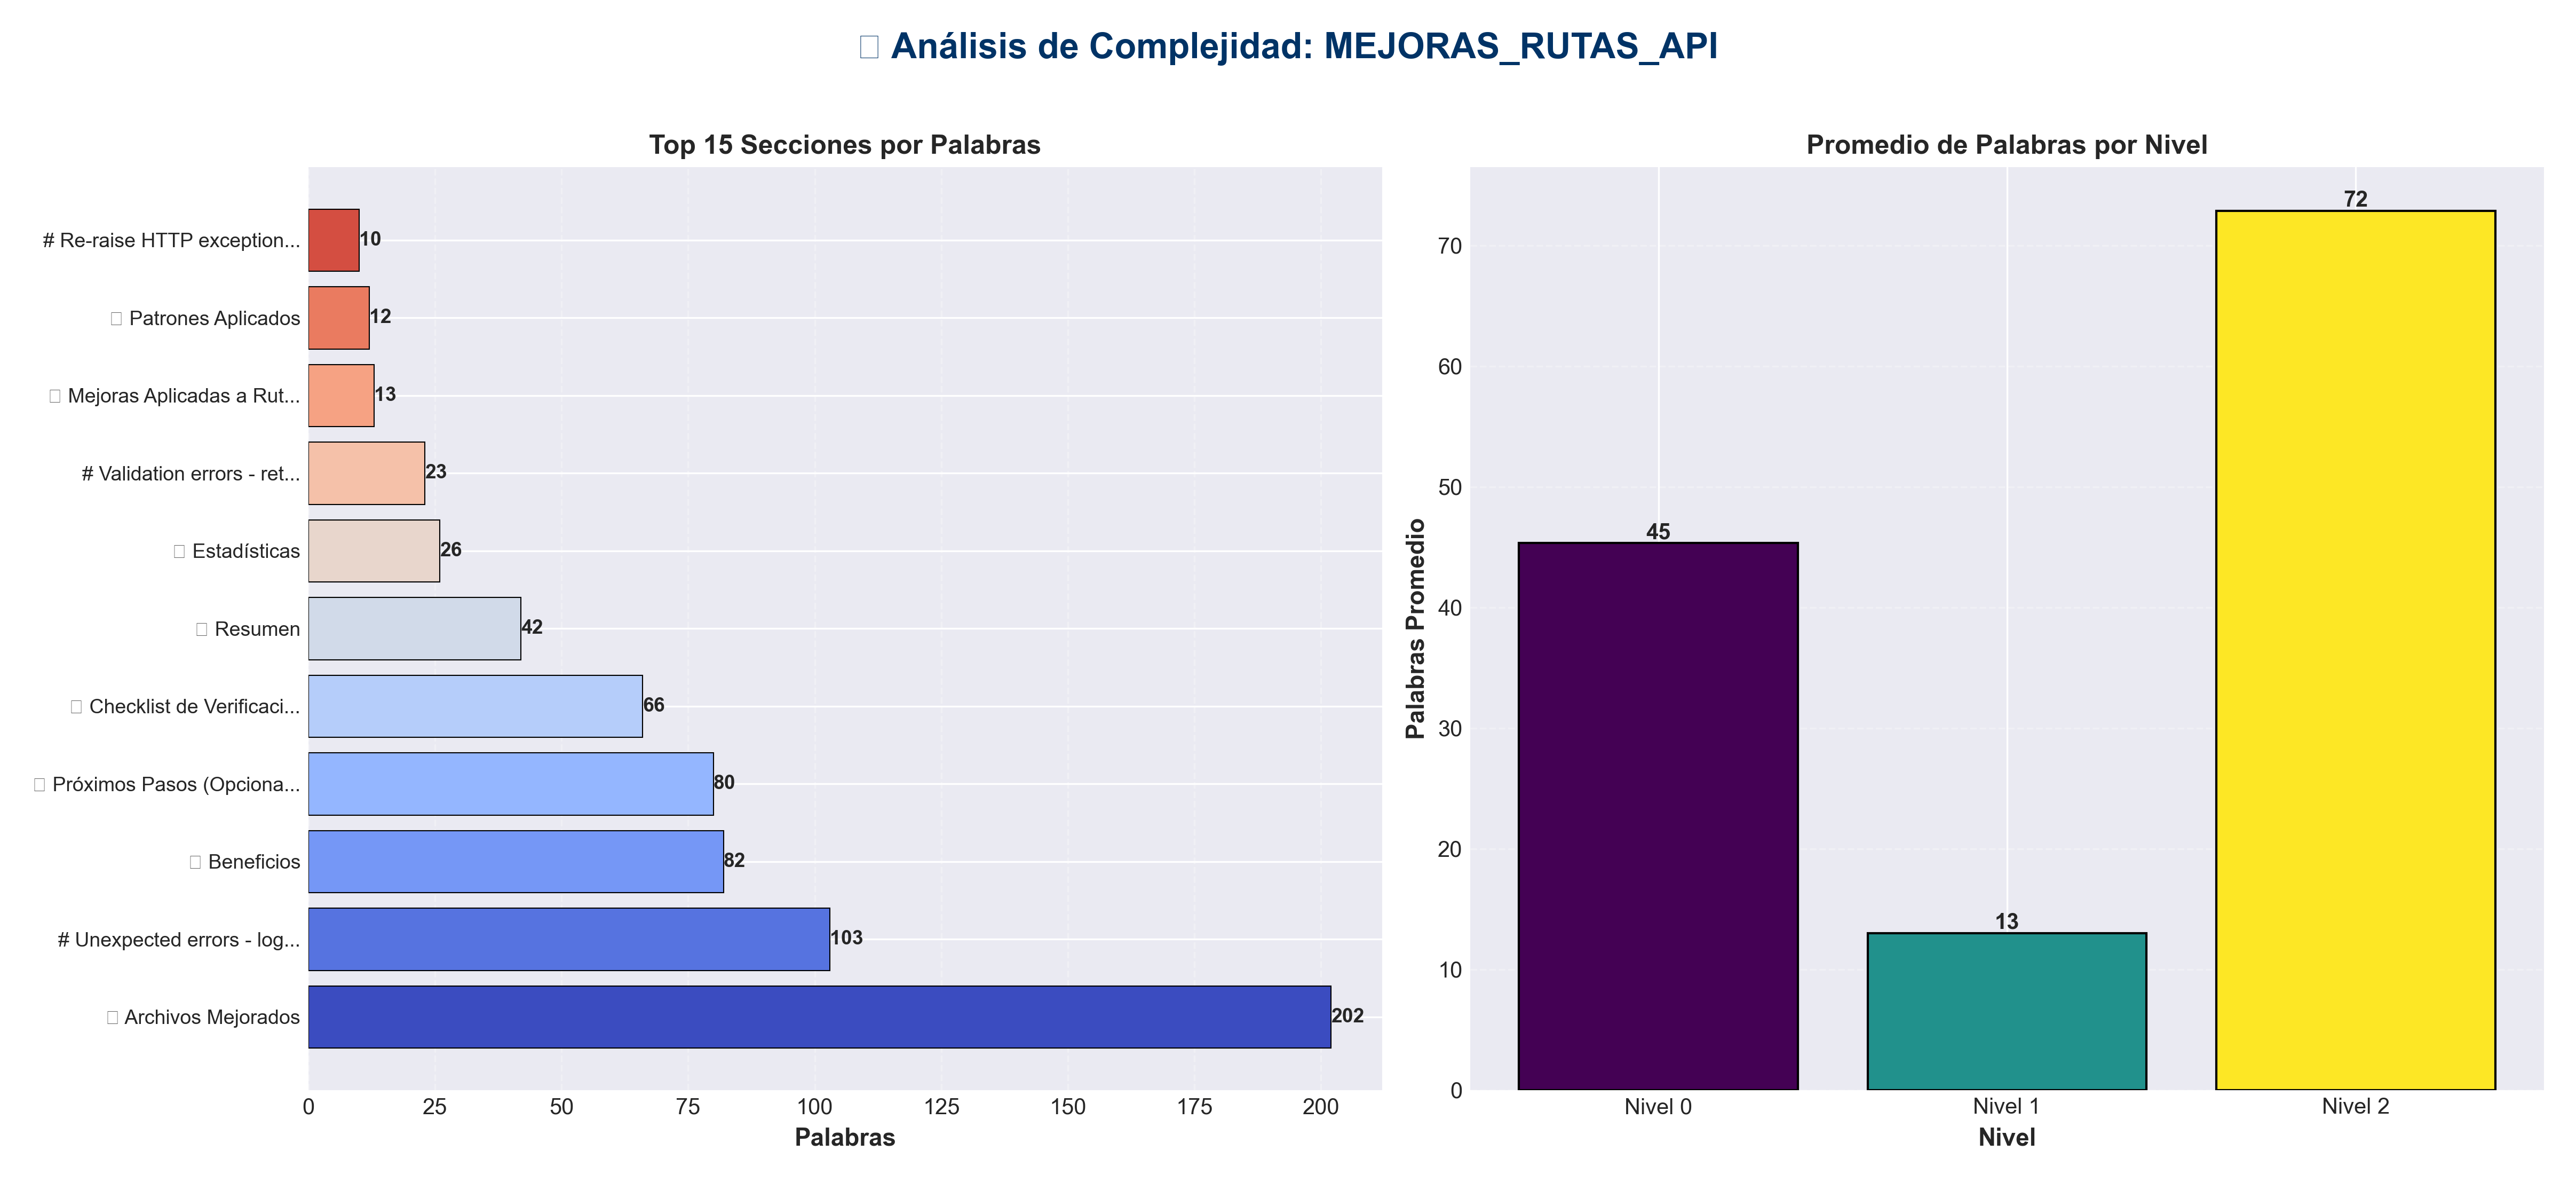 Análisis de Complejidad: MEJORAS_RUTAS_API
Top 15 Secciones por Palabras
# Re-raise HTTP exception...
10
Patrones Aplicados
12
Mejoras Aplicadas a Rut...
13
# Validation errors - ret...
23
Estadísticas
26
Resumen
42
Checklist de Verificaci...
66
Próximos Pasos (Opciona...
80
Beneficios
82
# Unexpected errors - log...
103
Archivos Mejorados
202
0 25 50 75 100 125 150 175 200
Palabras
Promedio de Palabras por Nivel
Palabras Promedio
70
60
50
40
30
20
10
0
45
13
72
Nivel 0 Nivel 1 Nivel 2
Nivel